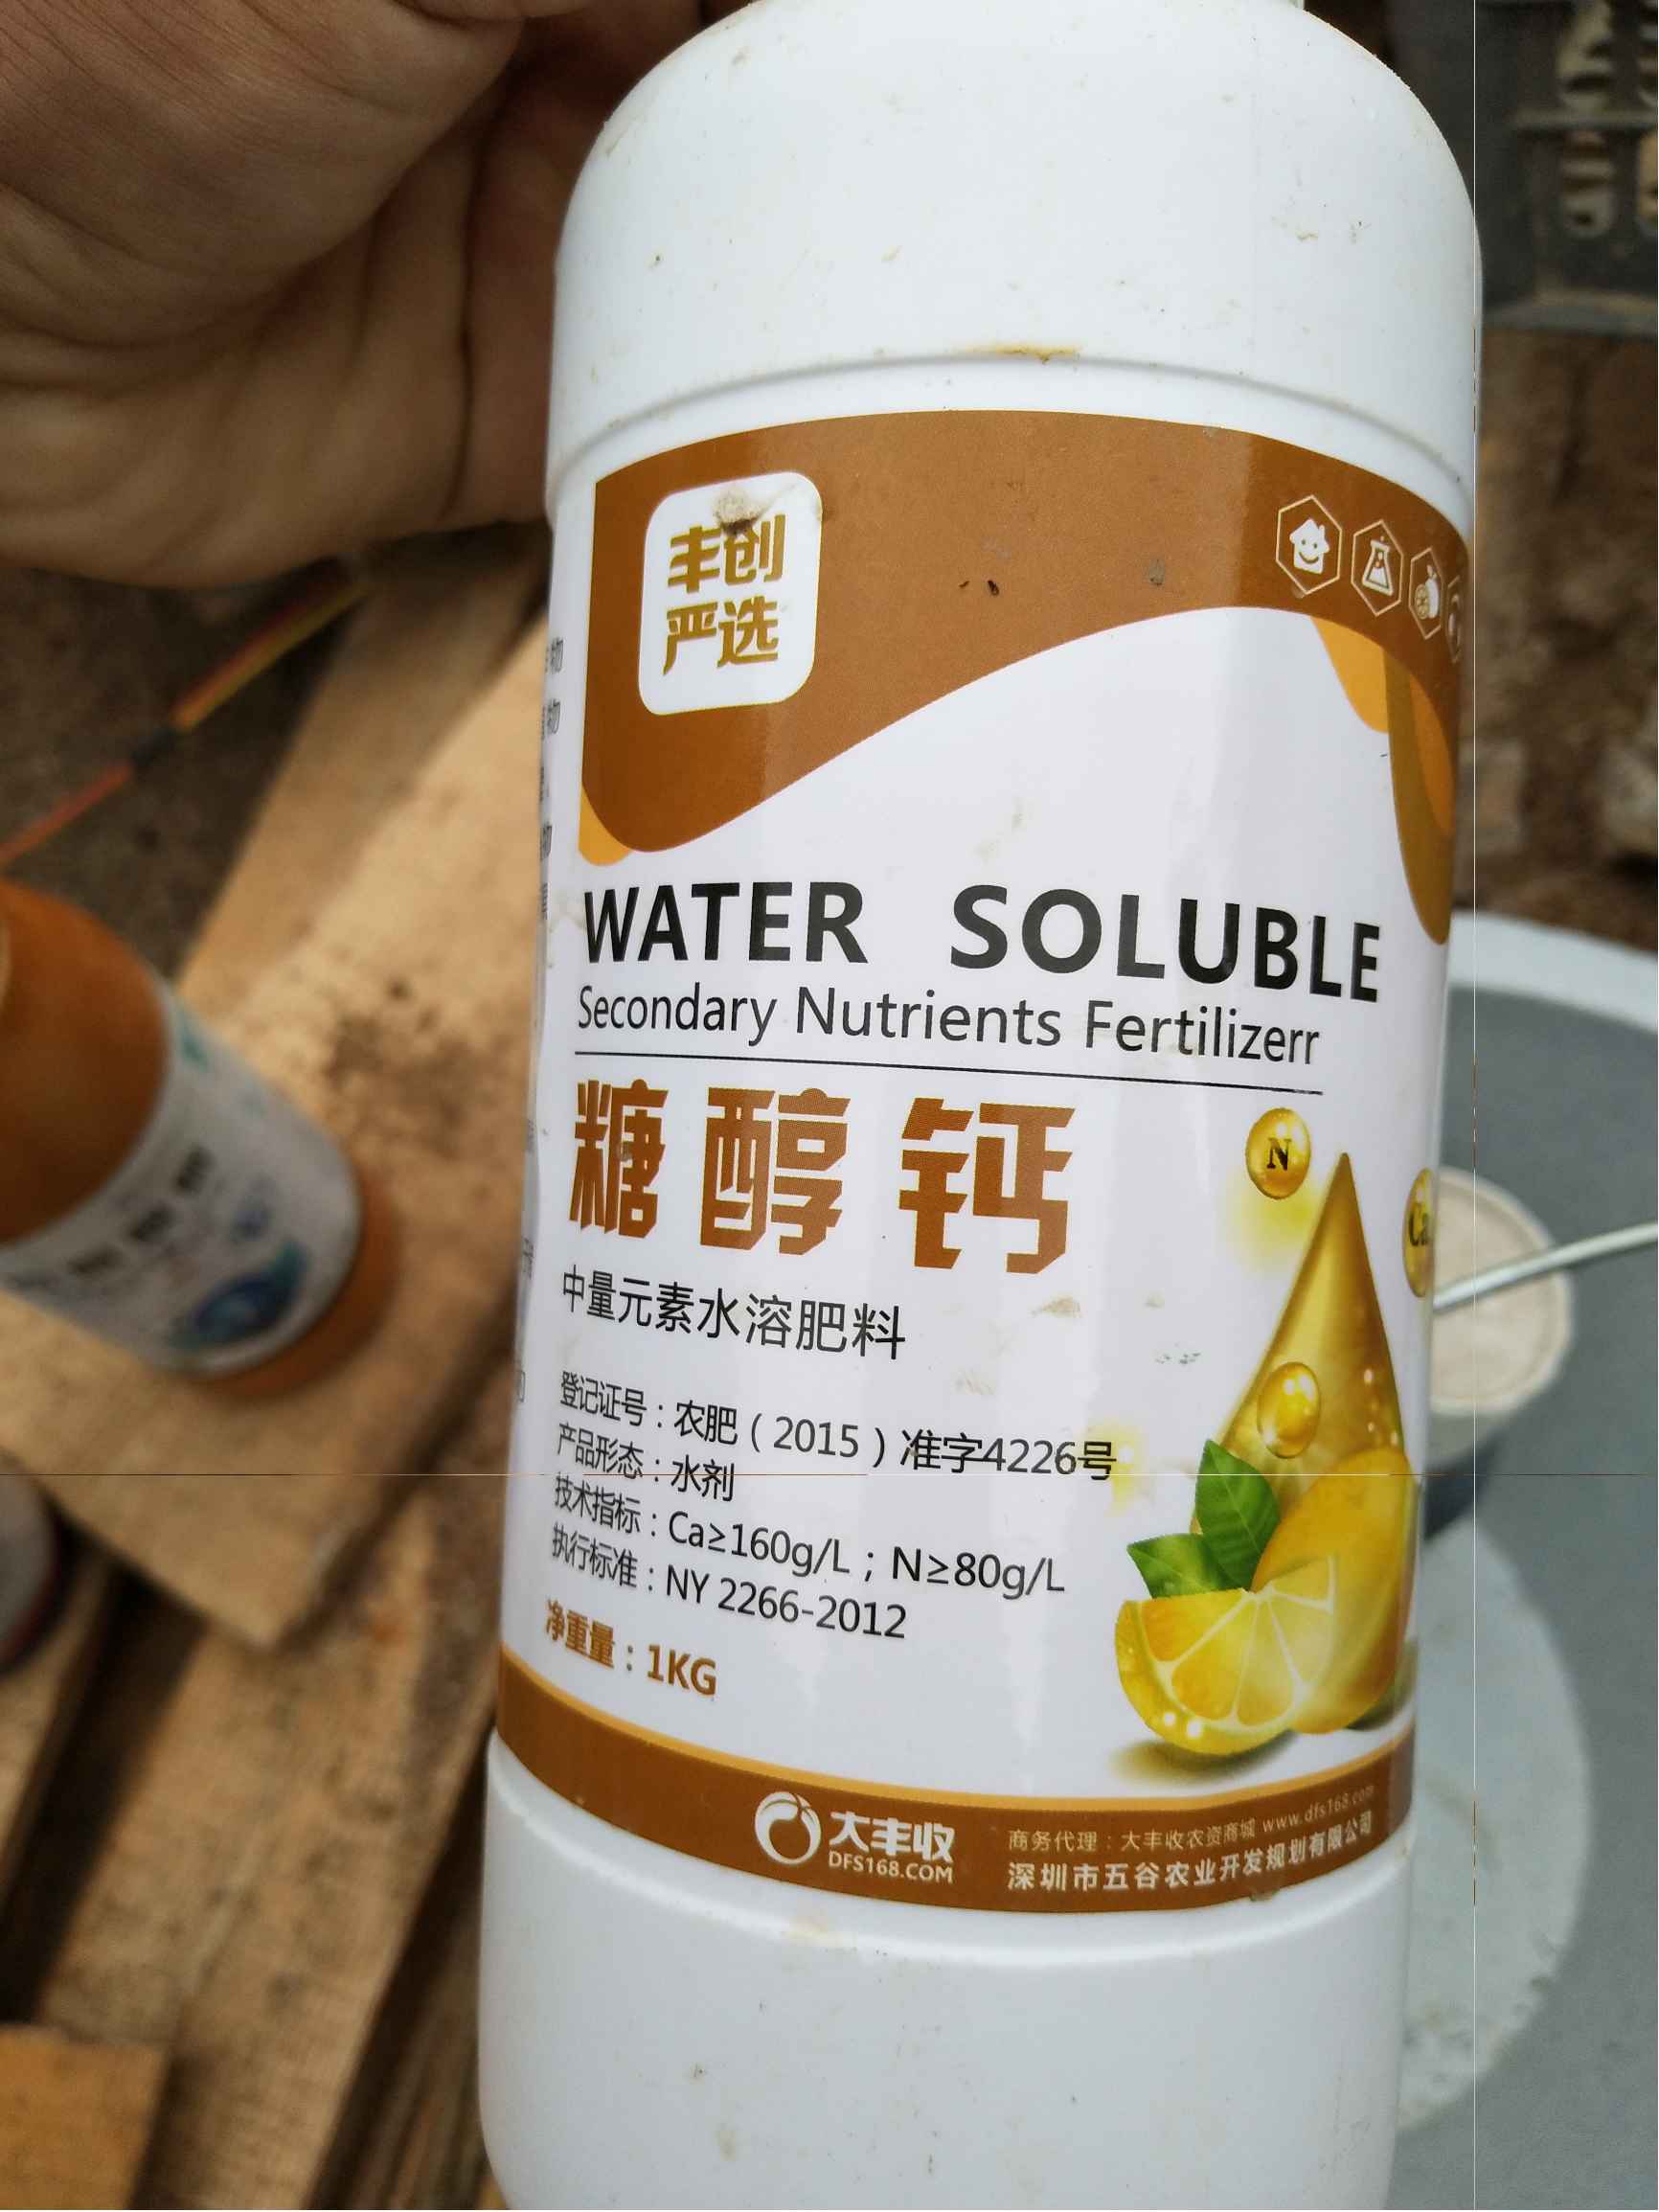 丰创
严选
WATER SOLUBLE
Secondary Nutrients Fertilizerr
糖醇钙
N
Ca
中量元素水溶肥料
登记证号：农肥（2015）准字4226号
产品形态：水剂
技术指标：Ca≥160g/L；N≥80g/L
执行标准：NY 2266-2012
净重量：1KG
大丰收
DFS168.COM
商务代理：大丰收农资商城 www.dfs168.com
深圳市五谷农业开发规划有限公司